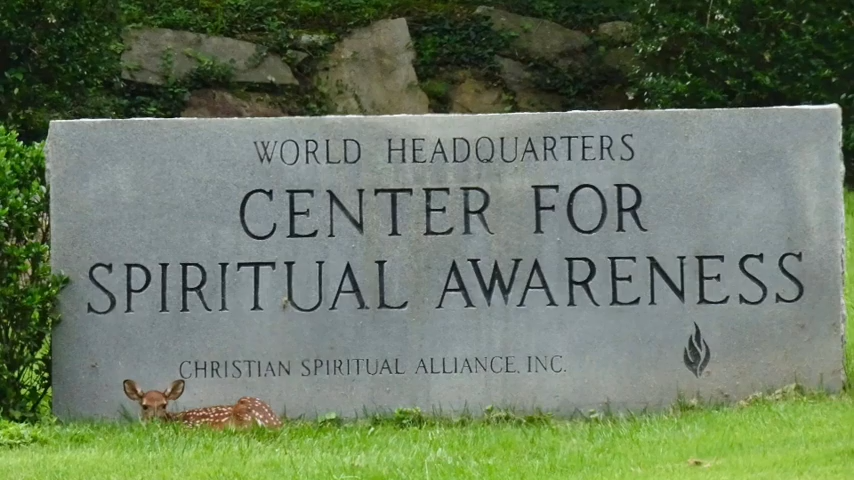 WORLD HEADQUARTERS
CENTER FOR
SPIRITUAL AWARENESS
CHRISTIAN SPIRITUAL ALLIANCE, INC.